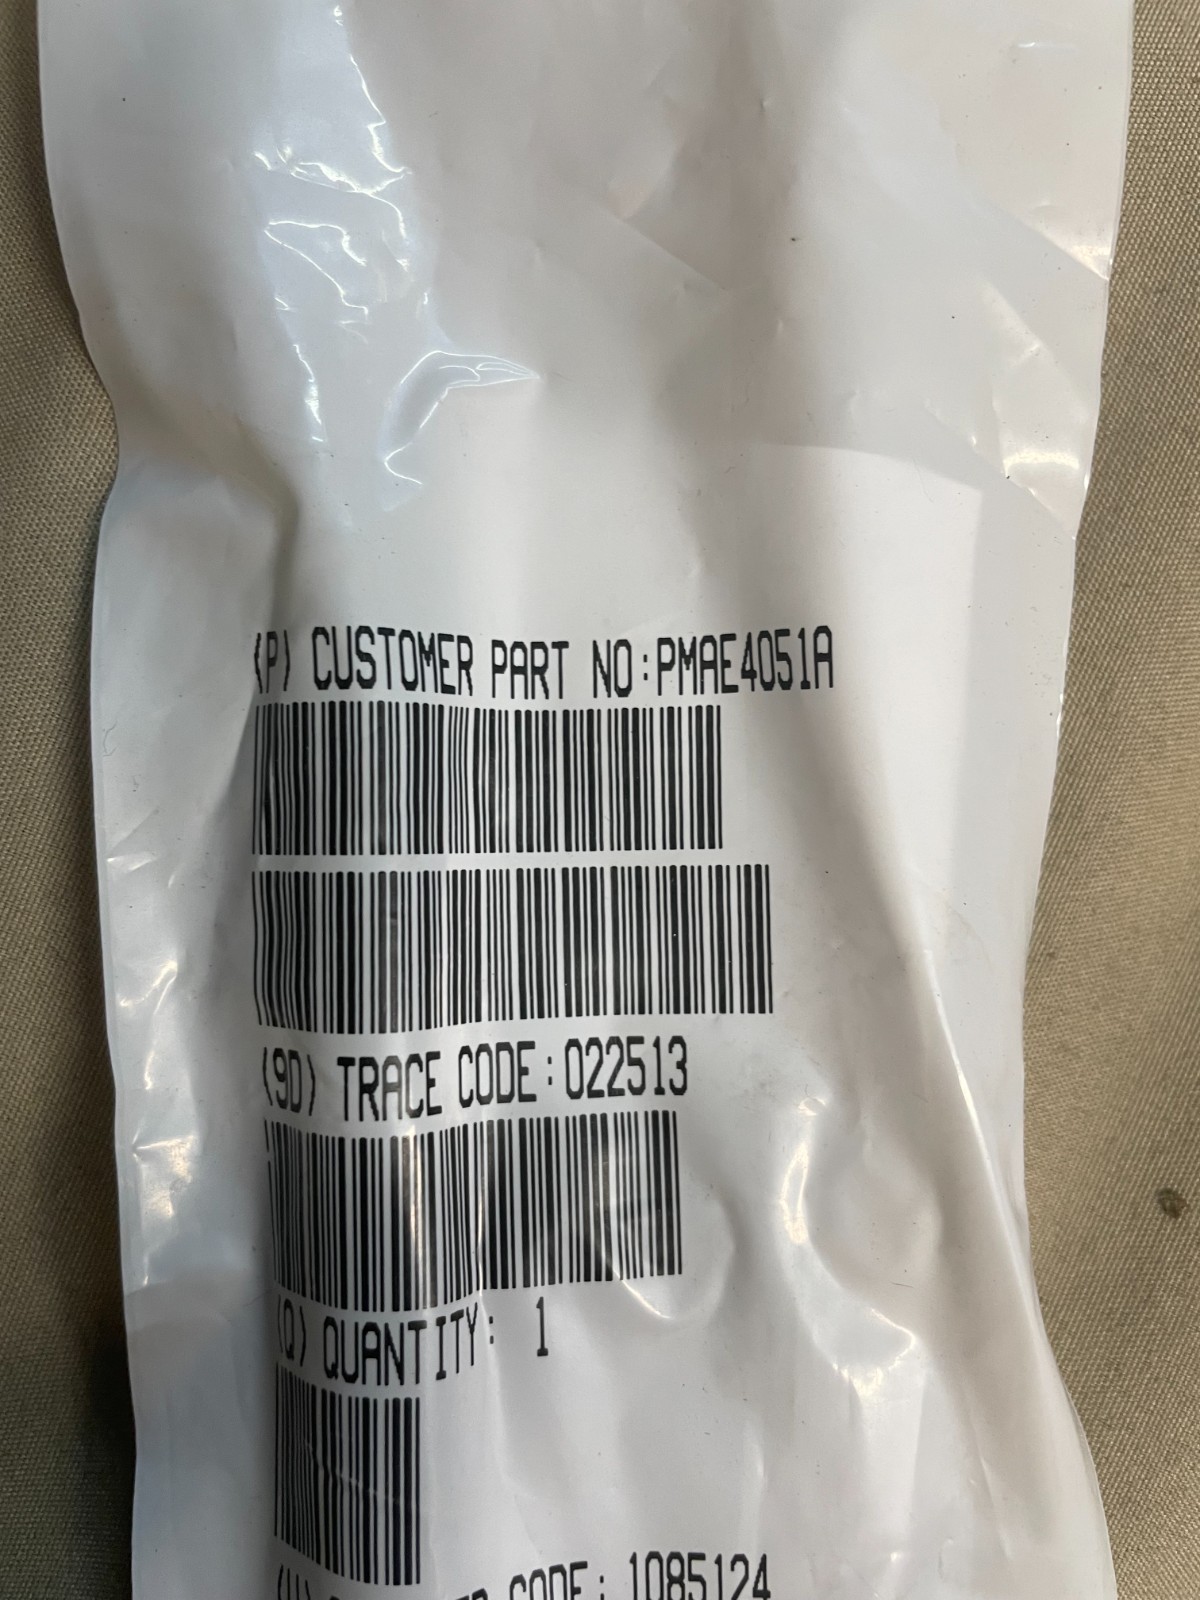 (P) CUSTOMER PART NO:PMAE4051A
(9D) TRACE CODE:022513
(Q) QUANTITY: 1
CODE: 1085124